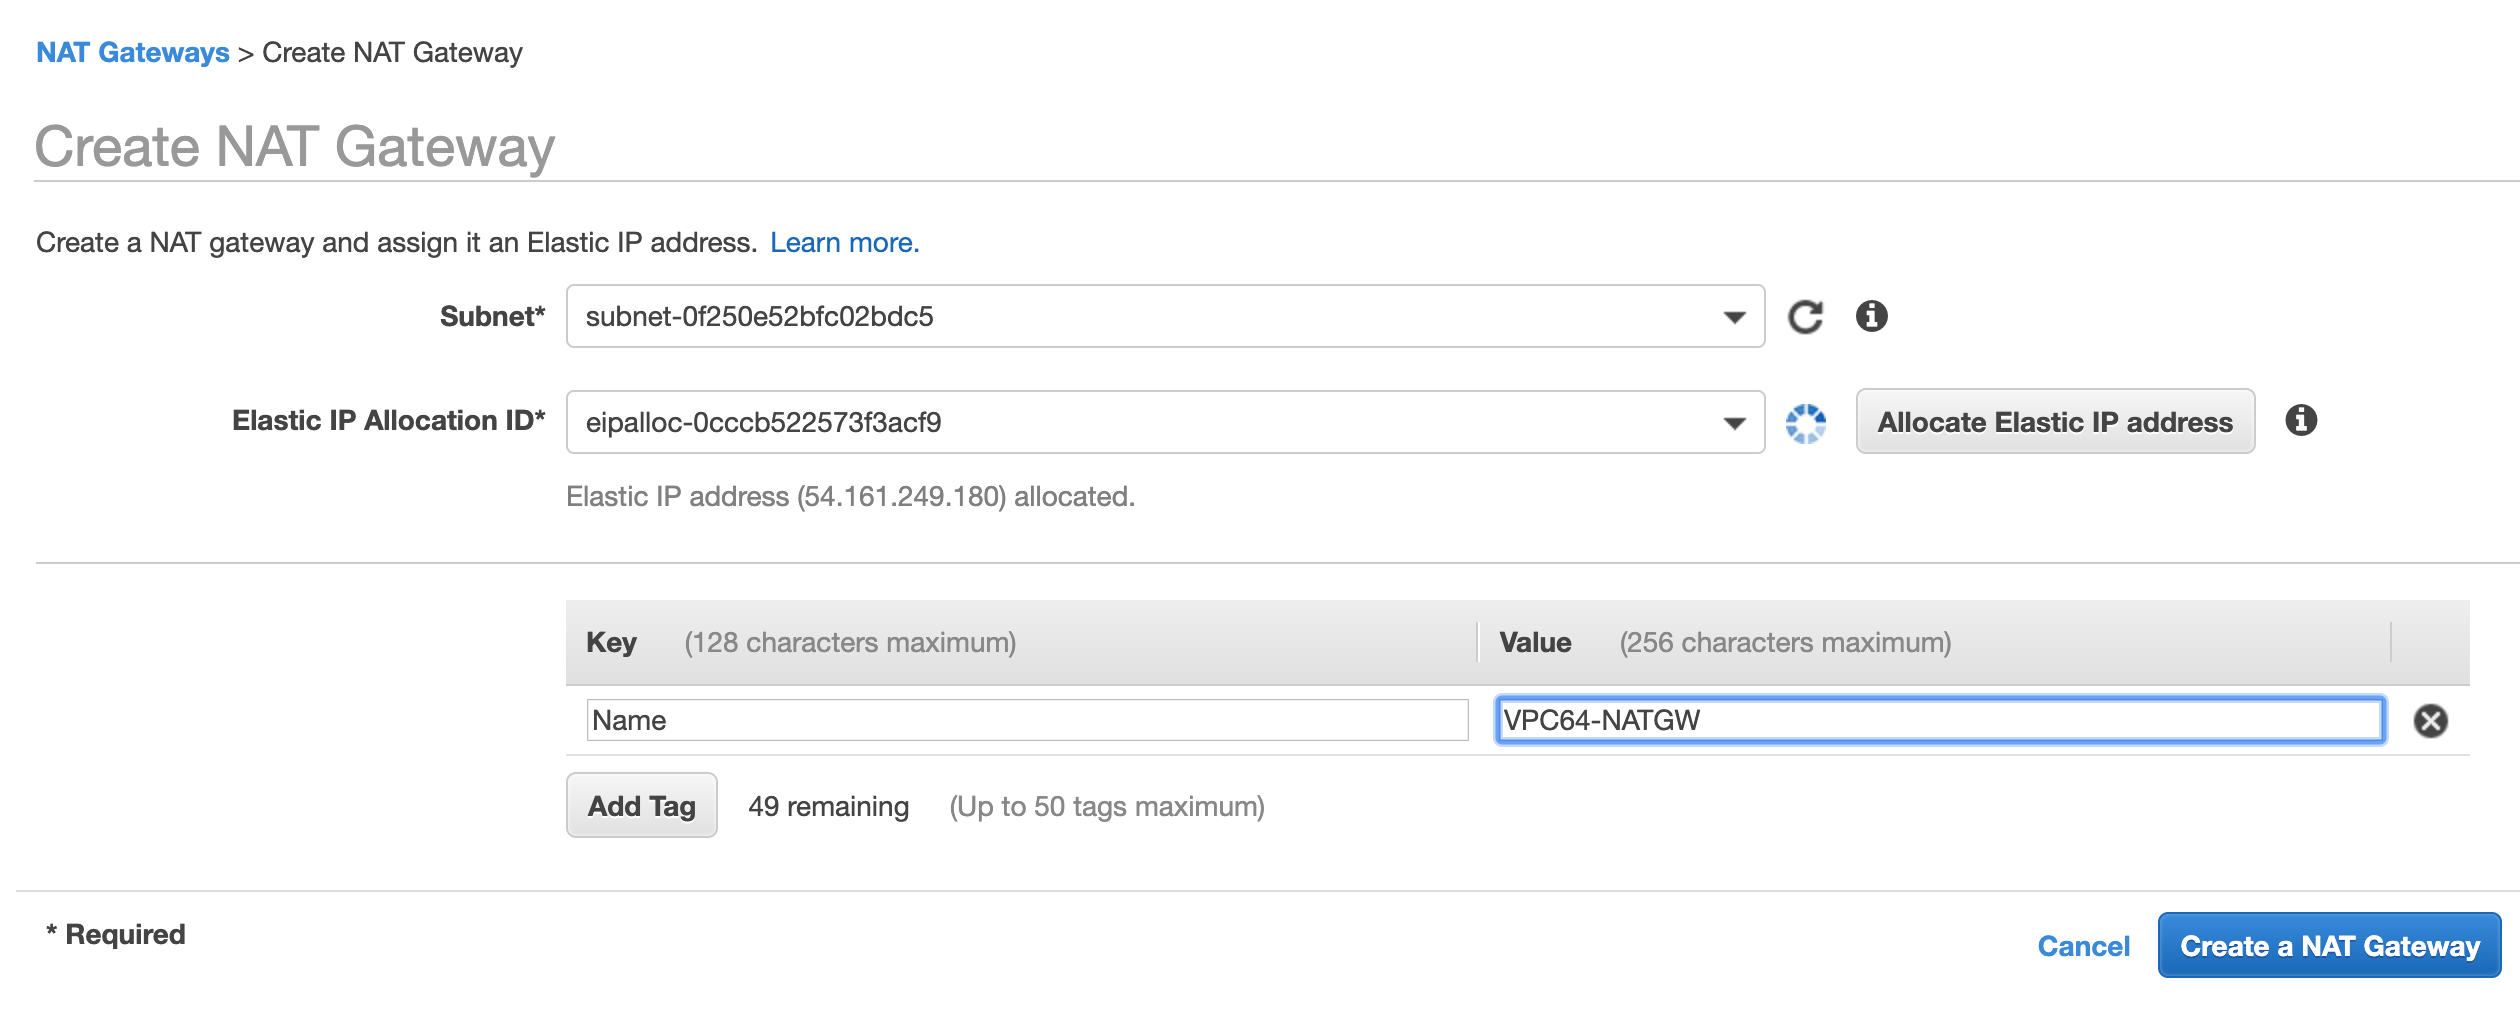 NAT Gateways > Create NAT Gateway
Create NAT Gateway
Create a NAT gateway and assign it an Elastic IP address. Learn more.
Subnet* subnet-0f250e52bfc02bdc5
Elastic IP Allocation ID* eipalloc-0cccb522573f3acf9 Allocate Elastic IP address
Elastic IP address (54.161.249.180) allocated.
Key (128 characters maximum) Value (256 characters maximum)
Name VPC64-NATGW
Add Tag 49 remaining (Up to 50 tags maximum)
* Required Cancel Create a NAT Gateway